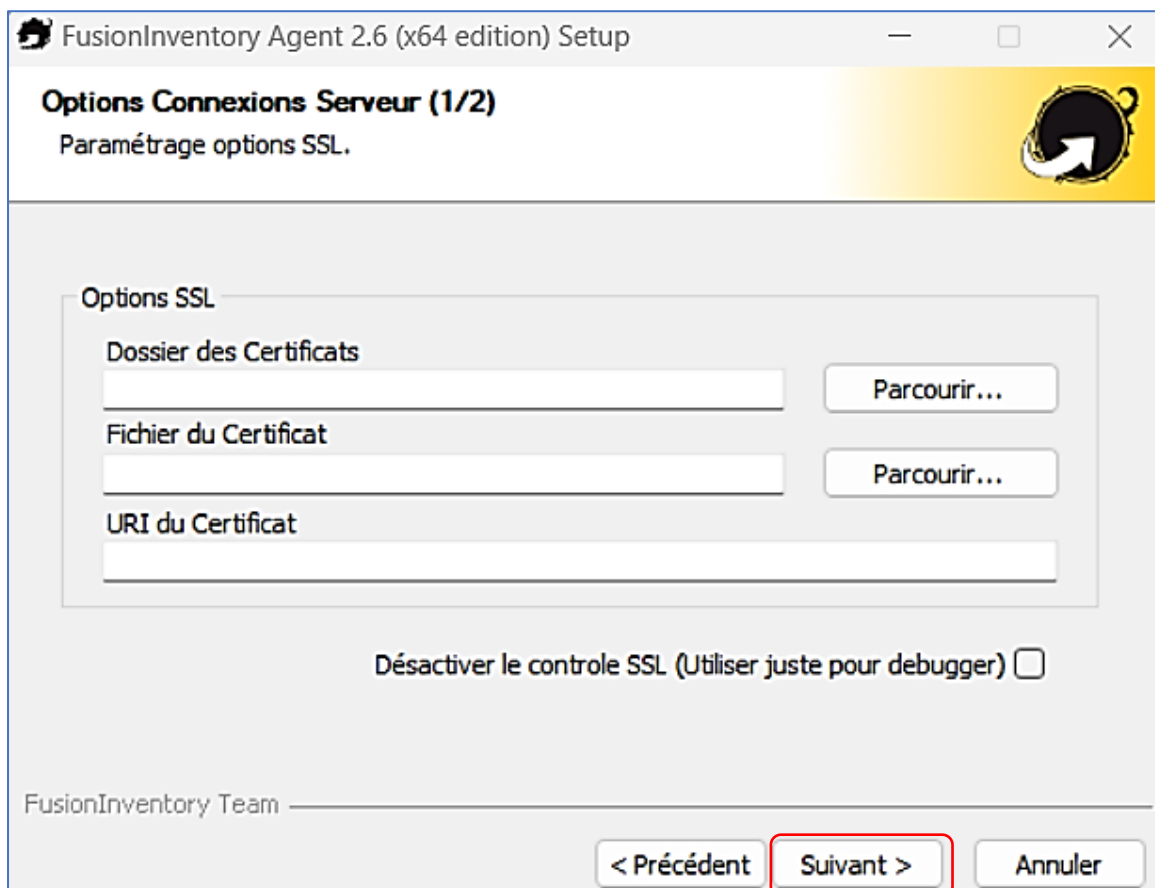 FusionInventory Agent 2.6 (x64 edition) Setup
Options Connexions Serveur (1/2)
Paramétrage options SSL.
Options SSL
Dossier des Certificats
Parcourir...
Fichier du Certificat
Parcourir...
URI du Certificat
Désactiver le controle SSL (Utiliser juste pour debugger)
FusionInventory Team
< Précédent Suivant > Annuler